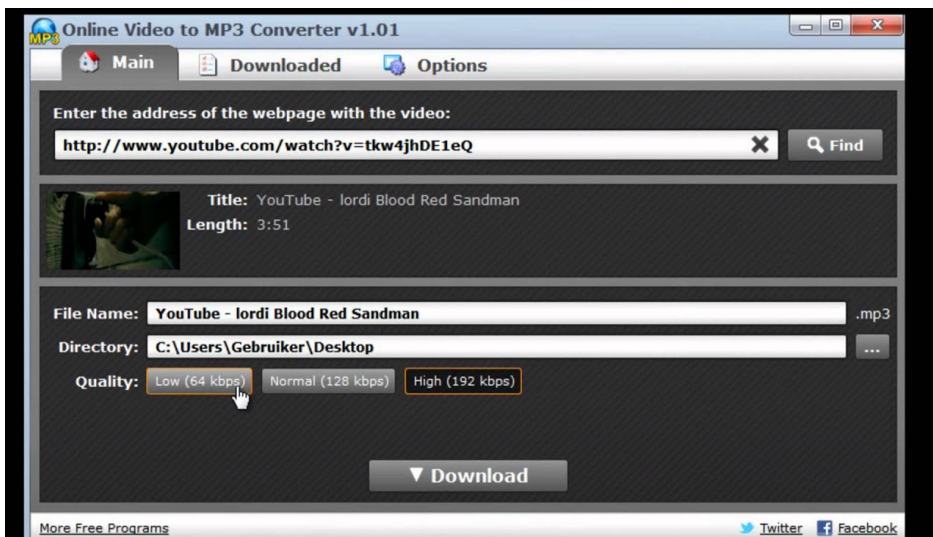 MP3 Online Video to MP3 Converter v1.01
Main Downloaded Options
Enter the address of the webpage with the video:
http://www.youtube.com/watch?v=tkw4jhDE1eQ Find
Title: YouTube - lordi Blood Red Sandman
Length: 3:51
File Name: YouTube - lordi Blood Red Sandman .mp3
Directory: C:\Users\Gebruiker\Desktop ...
Quality: Low (64 kbps) Normal (128 kbps) High (192 kbps)
Download
More Free Programs Twitter Facebook